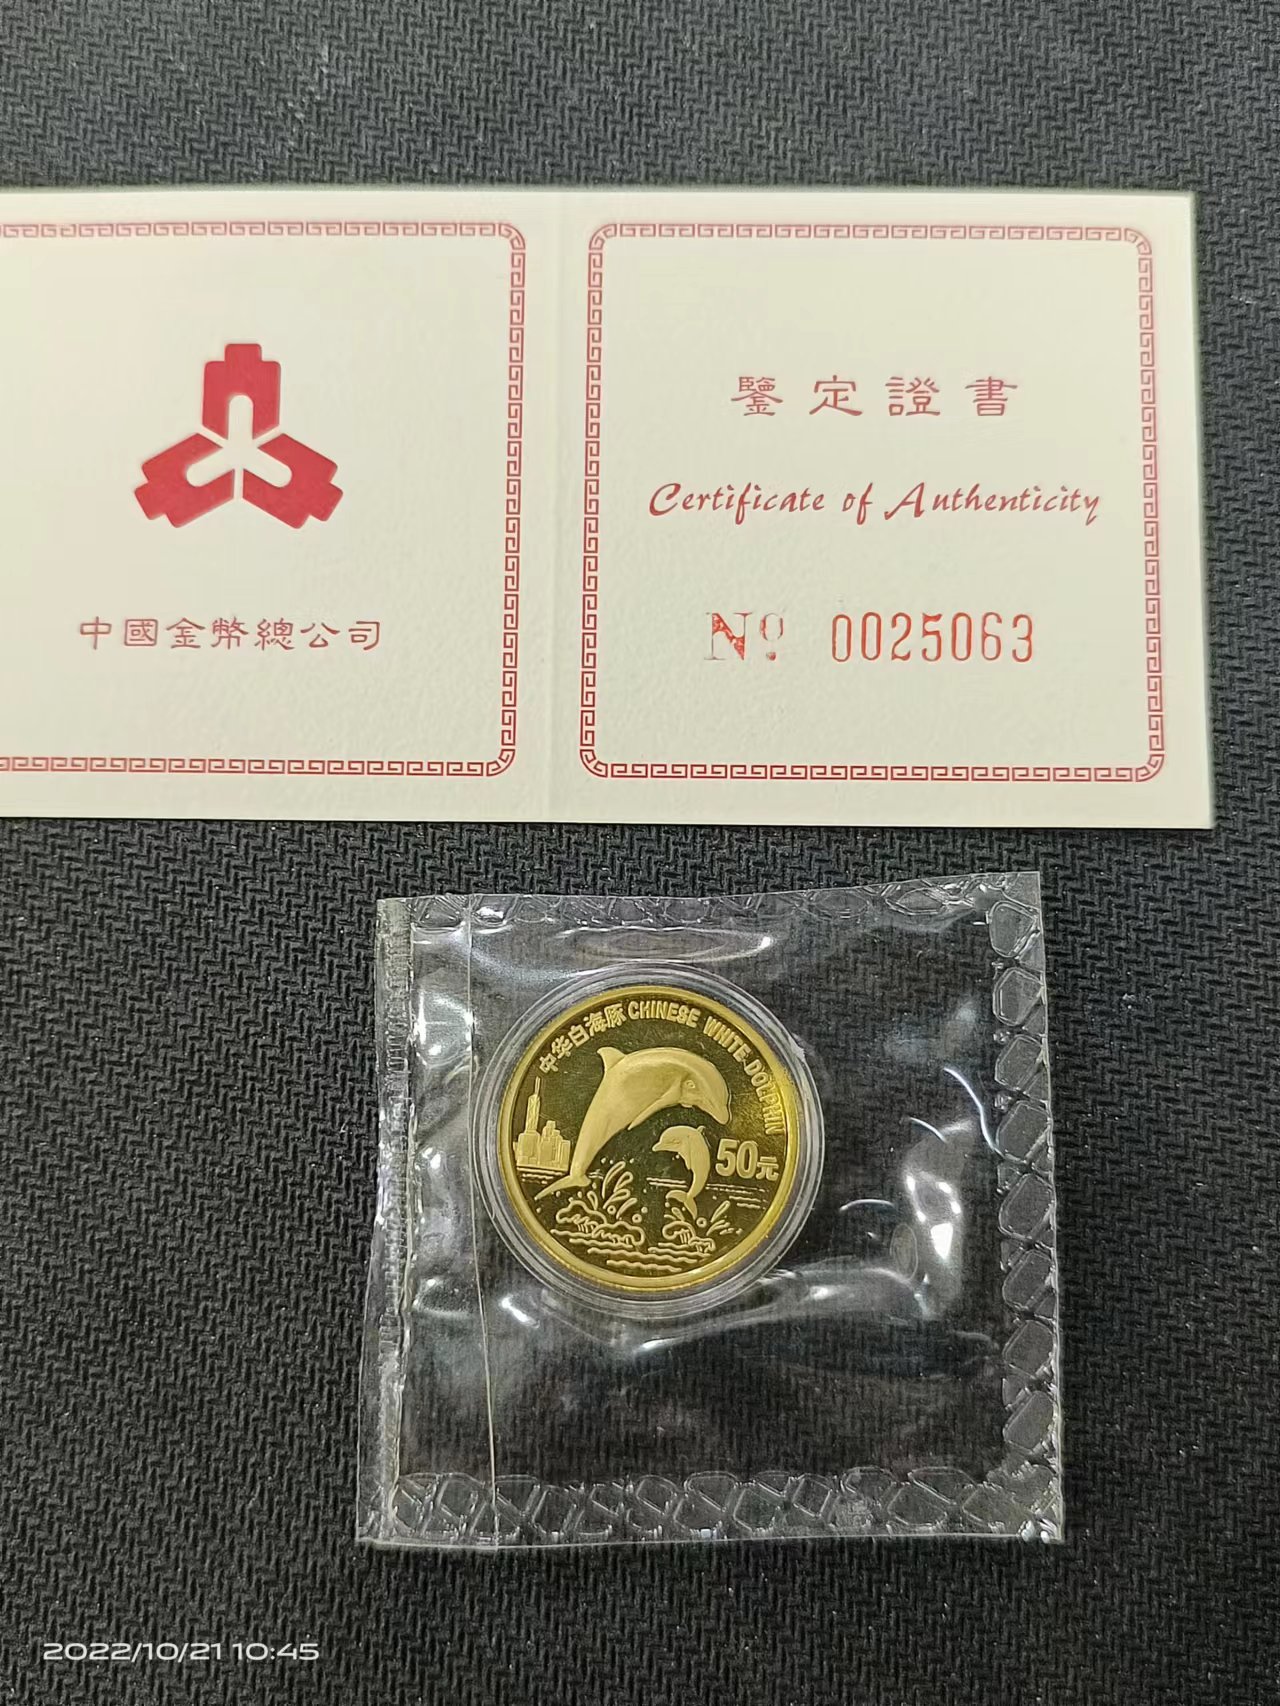 鑒定證書
Certificate of Authenticity
中國金幣總公司
Nº 0025063
中华白海豚 CHINESE WHITE DOLPHIN
50元
2022/10/21 10:45